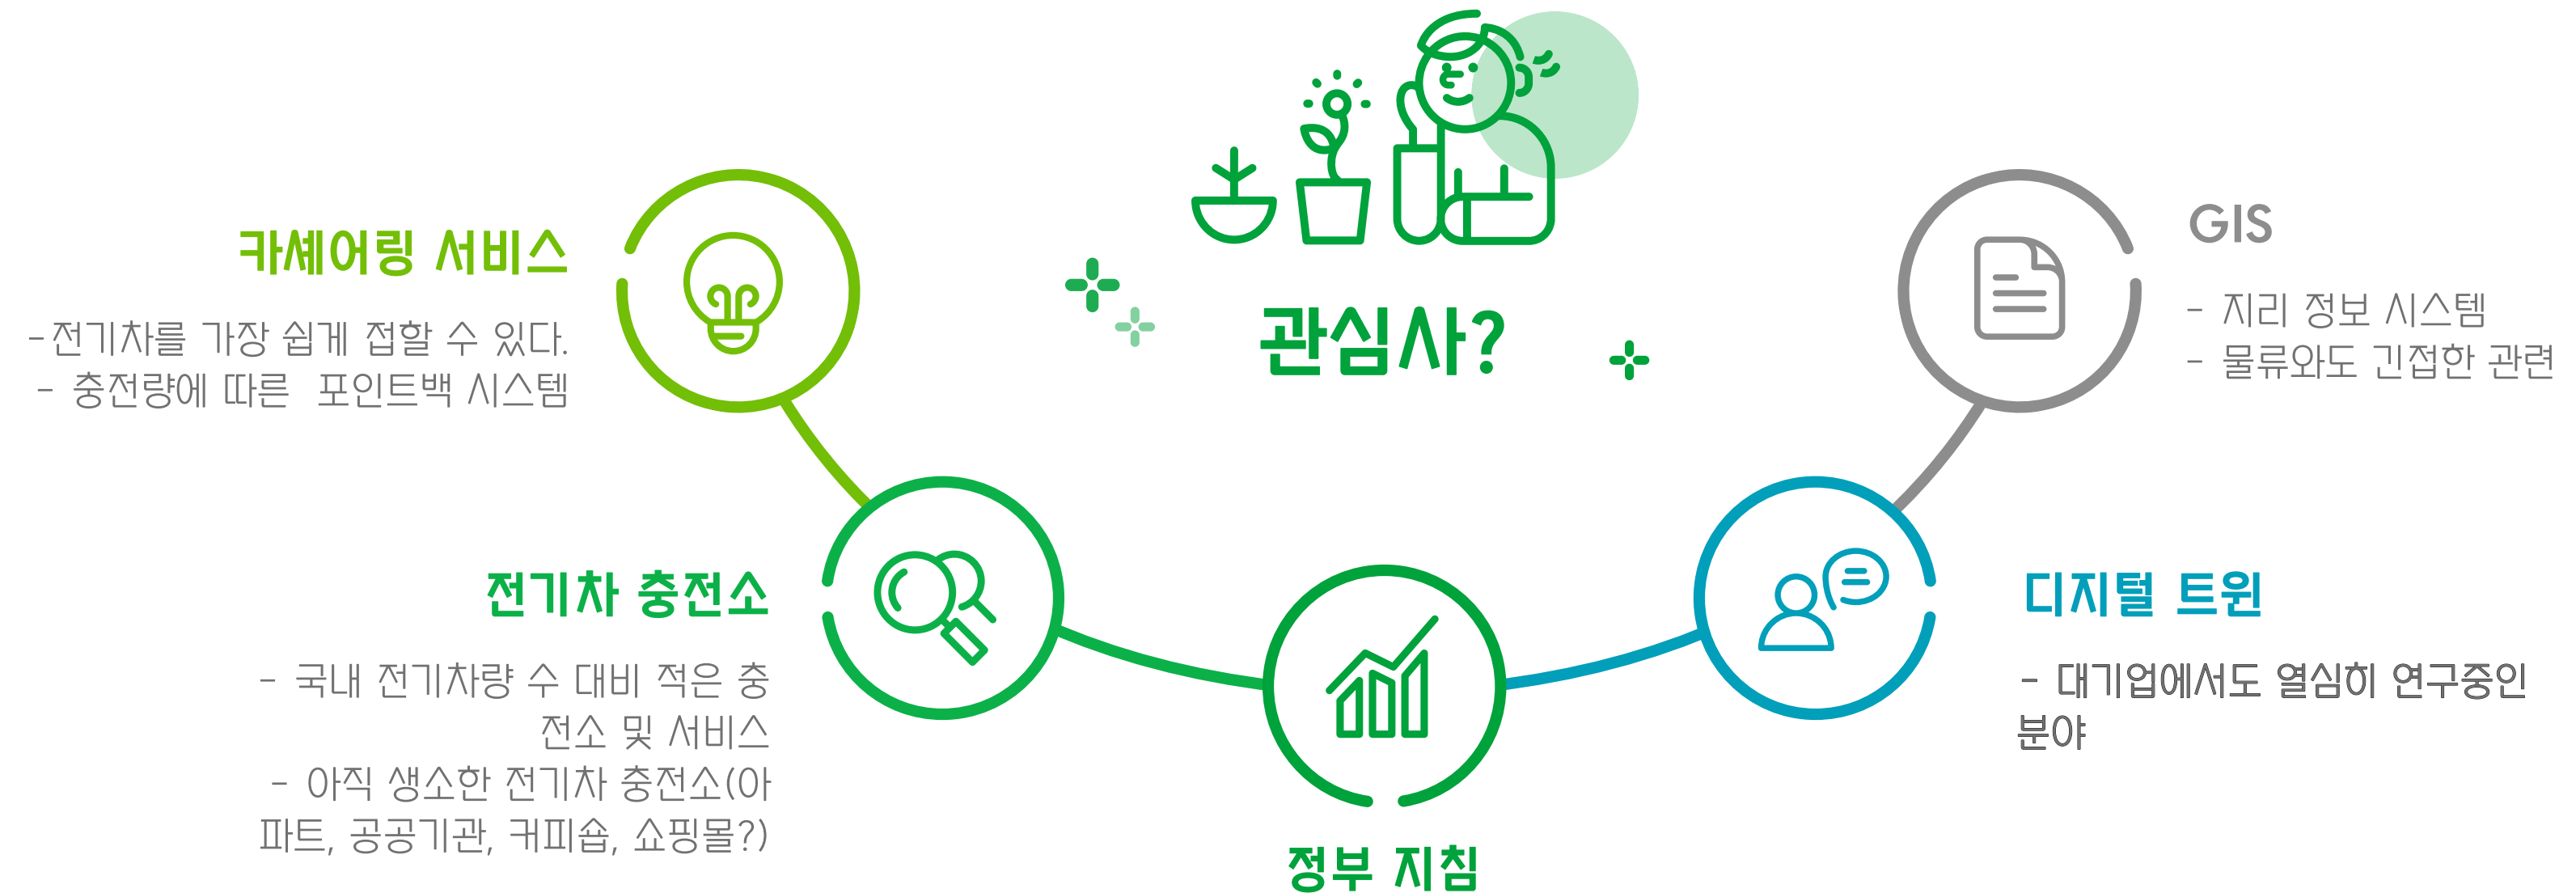 관심사?
카셰어링 서비스
-전기차를 가장 쉽게 접할 수 있다.
- 충전량에 따른 포인트백 시스템
전기차 충전소
- 국내 전기차량 수 대비 적은 충
전소 및 서비스
- 아직 생소한 전기차 충전소(아
파트, 공공기관, 커피숍, 쇼핑몰?)
정부 지침
디지털 트윈
- 대기업에서도 열심히 연구중인
분야
GIS
- 지리 정보 시스템
- 물류와도 긴접한 관련